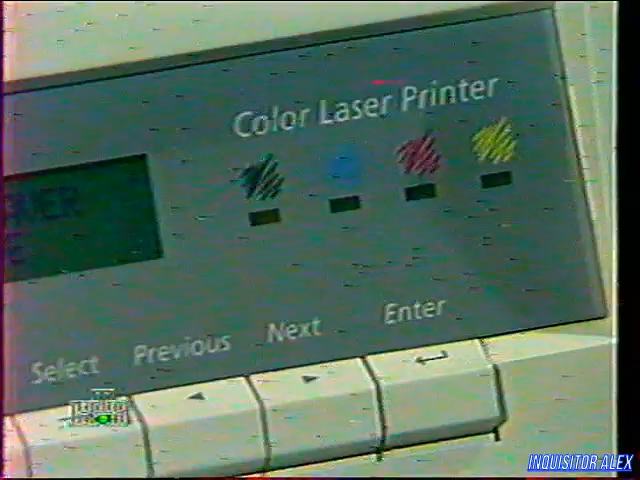 Color Laser Printer
Select Previous Next Enter
INQUISITOR ALEX